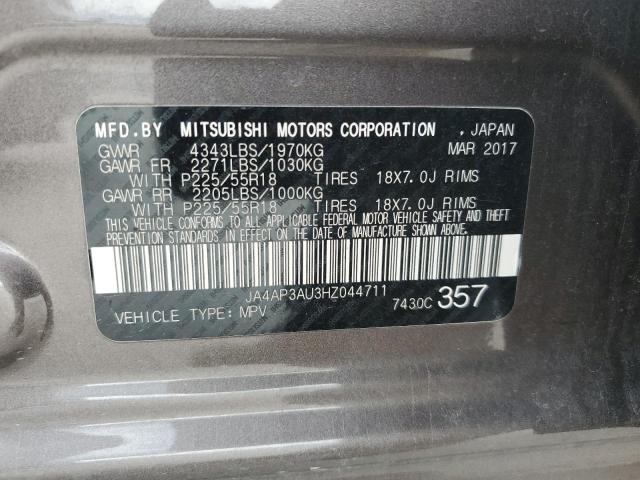 MFD.BY MITSUBISHI MOTORS CORPORATION , JAPAN
GVWR 4343LBS/1970KG MAR 2017
GAWR FR 2271LBS/1030KG
WITH P225/55R18 TIRES 18X7.0J RIMS
GAWR RR 2205LBS/1000KG
WITH P225/55R18 TIRES 18X7.0J RIMS
THIS VEHICLE CONFORMS TO ALL APPLICABLE FEDERAL MOTOR VEHICLE SAFETY AND THEFT
PREVENTION STANDARDS IN EFFECT ON THE DATE OF MANUFACTURE SHOWN ABOVE.
JA4AP3AU3HZ044711
VEHICLE TYPE: MPV 7430C 357